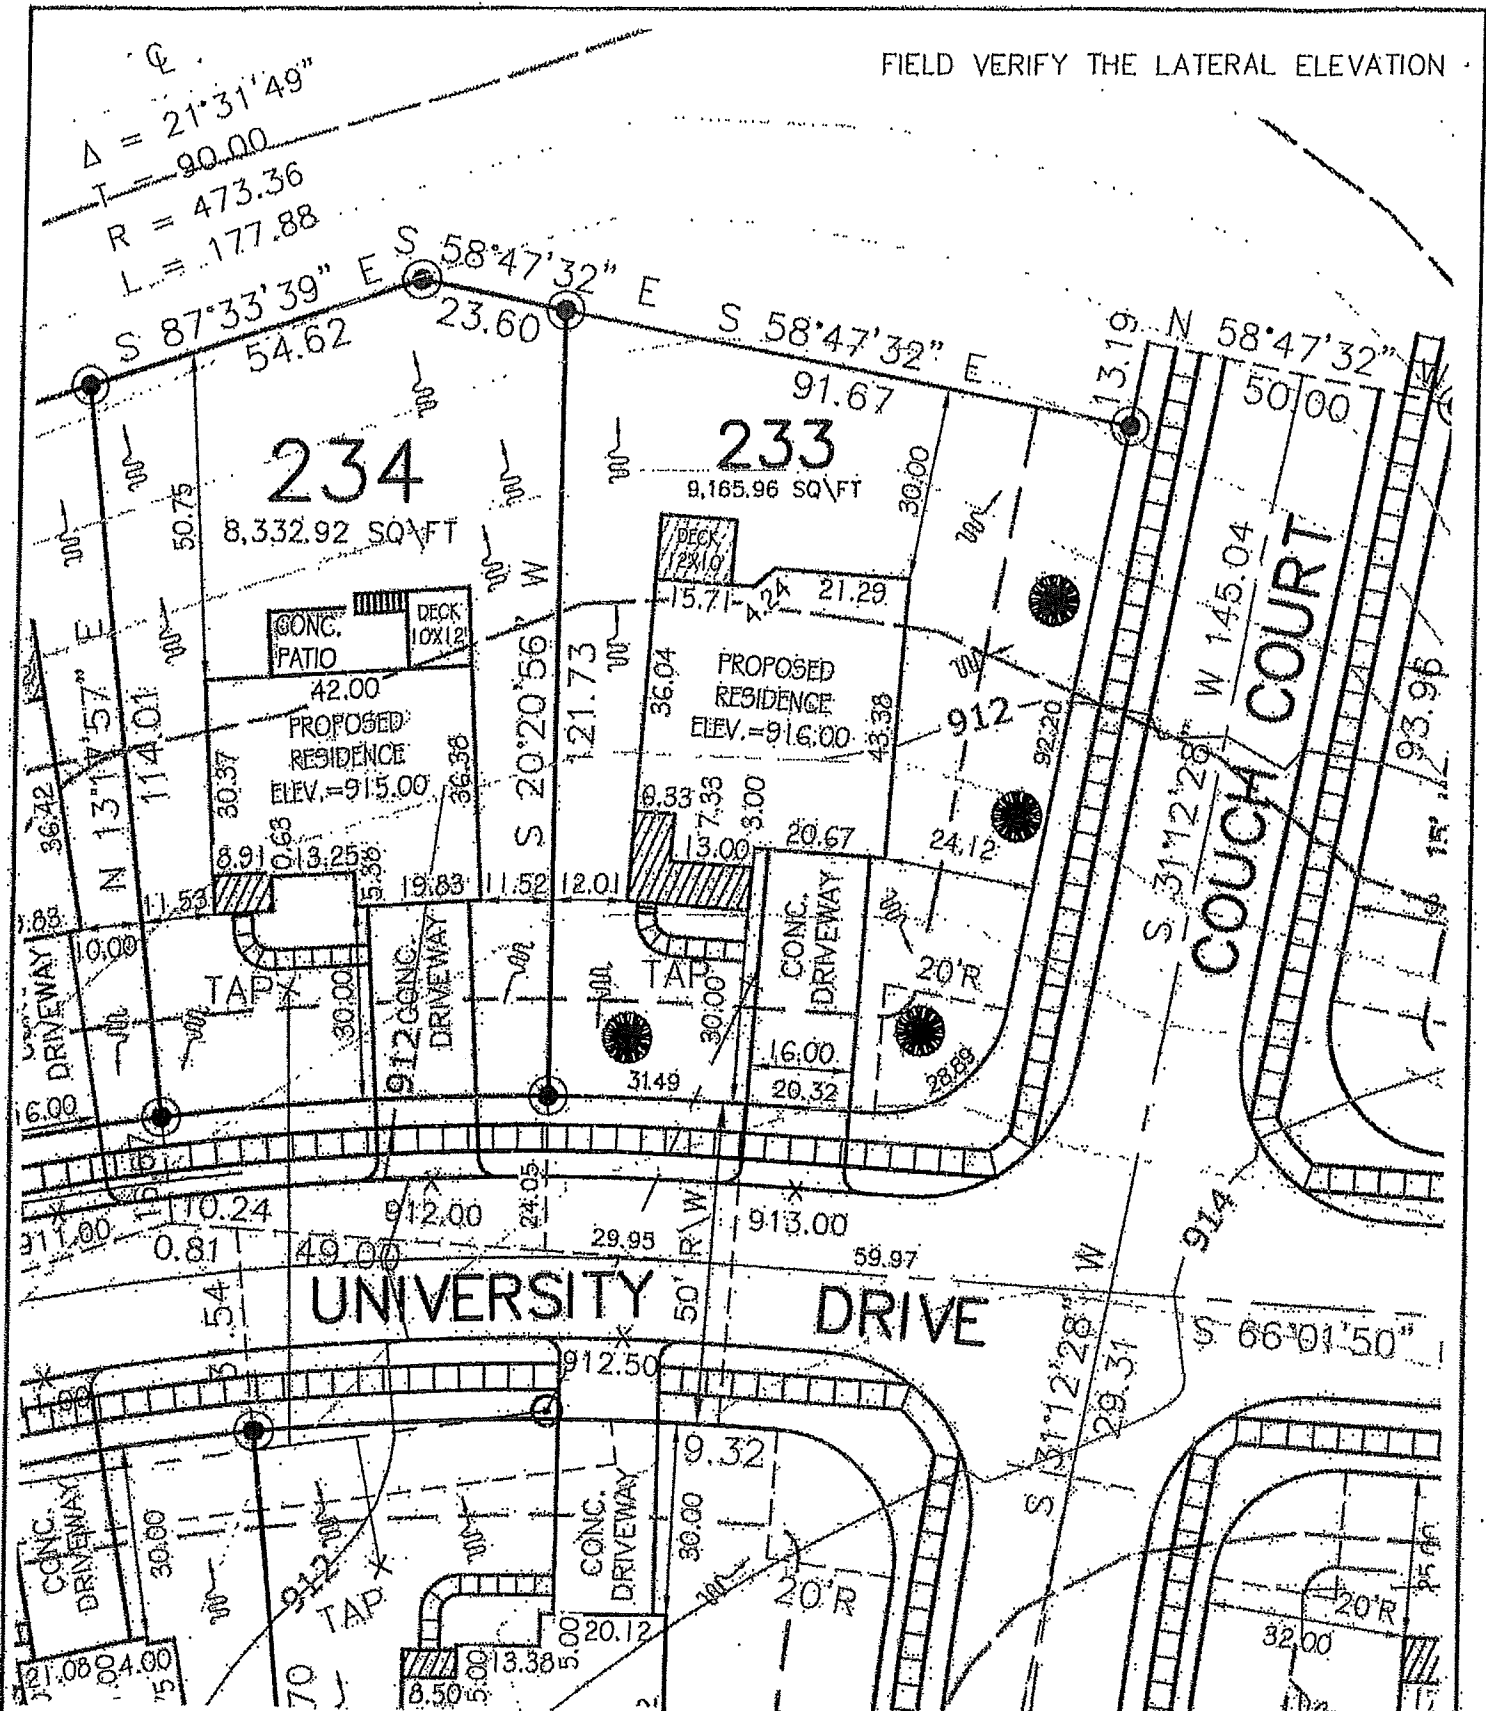 FIELD VERIFY THE LATERAL ELEVATION
℄
Δ = 21°31'49"
T = 90.00
R = 473.36
L = 177.88
S 87°33'39" E
54.62
S 58°47'32" E
23.60
S 58°47'32" E
91.67
13.19
N 58°47'32" W
50.00
234
8,332.92 SQ\FT
50.75
233
9,165.96 SQ\FT
30.00
DECK
12X10
15.71
424
21.29
CONC.
PATIO
DECK
10X12
42.00
PROPOSED
RESIDENCE
ELEV.=915.00
30.37
36.38
PROPOSED
RESIDENCE
ELEV.=916.00
36.04
43.38
912
92.20
S 20°20'56" W
121.73
114.01
36.42
S 31°12'28" W 145.04
COUCH COURT
93.96
15'
8.91
0.63
13.25
5.38
19.83
11.52
12.01
6.33
7.33
13.00
3.00
20.67
24.12
11.53
10.00
DRIVEWAY
16.00
TAP
30.00
912
CONC.
DRIVEWAY
TAP
30.00
CONC.
DRIVEWAY
20'R
16.00
20.32
31.49
28.89
10.24
0.81
49.00
911.00
912.00
24.05
29.95
50' R\W
913.00
59.97
914
UNIVERSITY DRIVE
S 66°01'50"
S 31°12'28" W
29.31
912.50
9.32
CONC.
DRIVEWAY
30.00
912
TAP
CONC.
DRIVEWAY
30.00
20'R
20'R
32.00
21.08
4.00
8.50
5.00
13.38
5.00
20.12